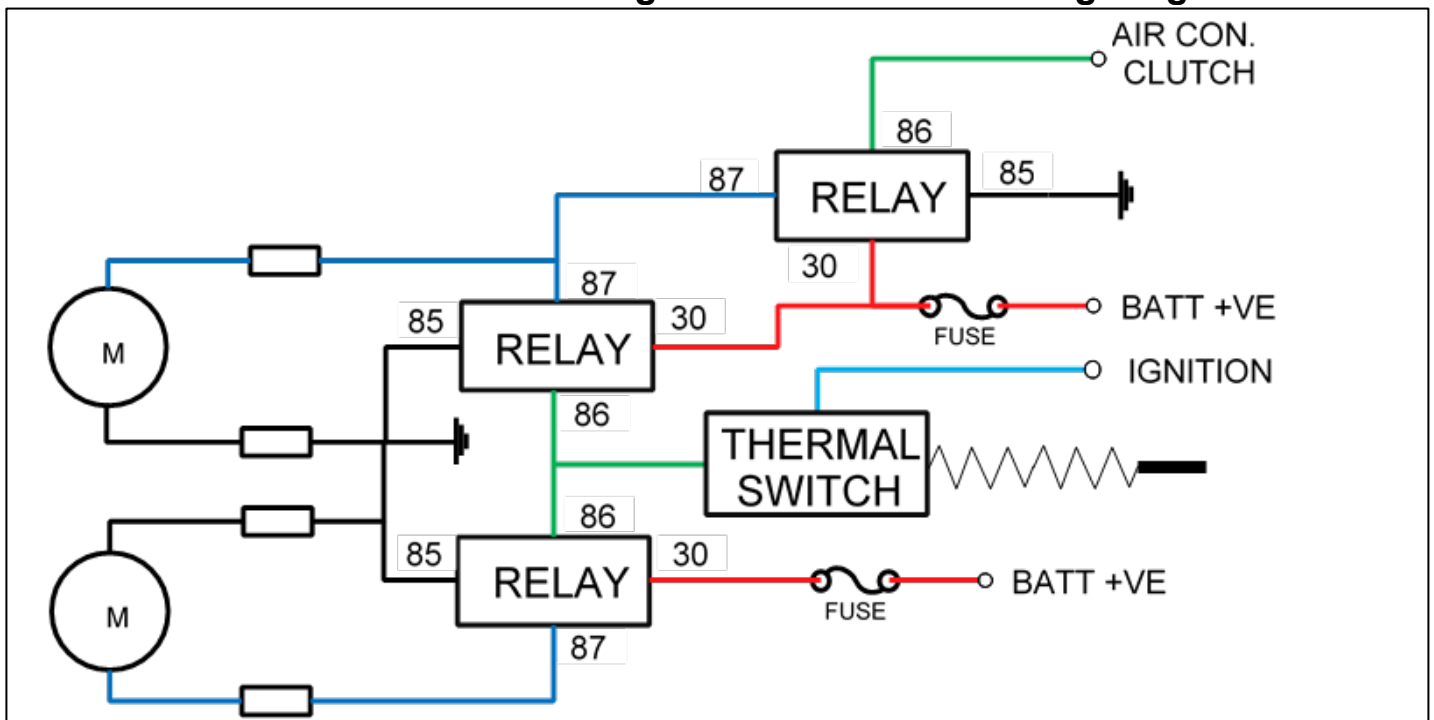 AIR CON.
CLUTCH
86
87
RELAY
85
30
87
85
30
BATT +VE
FUSE
M
RELAY
IGNITION
86
THERMAL
SWITCH
86
85
30
RELAY
BATT +VE
FUSE
M
87